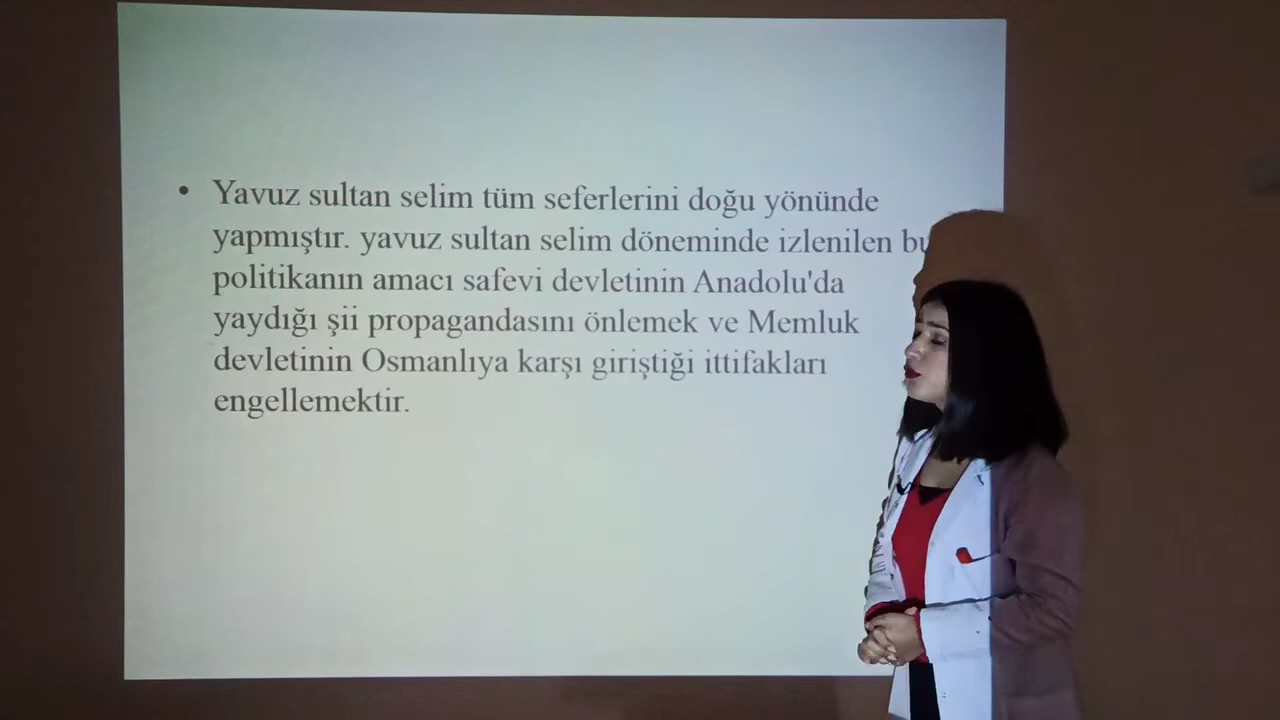 • Yavuz sultan selim tüm seferlerini doğu yönünde
yapmıştır. yavuz sultan selim döneminde izlenilen bu
politikanın amacı safevi devletinin Anadolu'da
yaydığı şii propagandasını önlemek ve Memluk
devletinin Osmanlıya karşı giriştiği ittifakları
engellemektir.